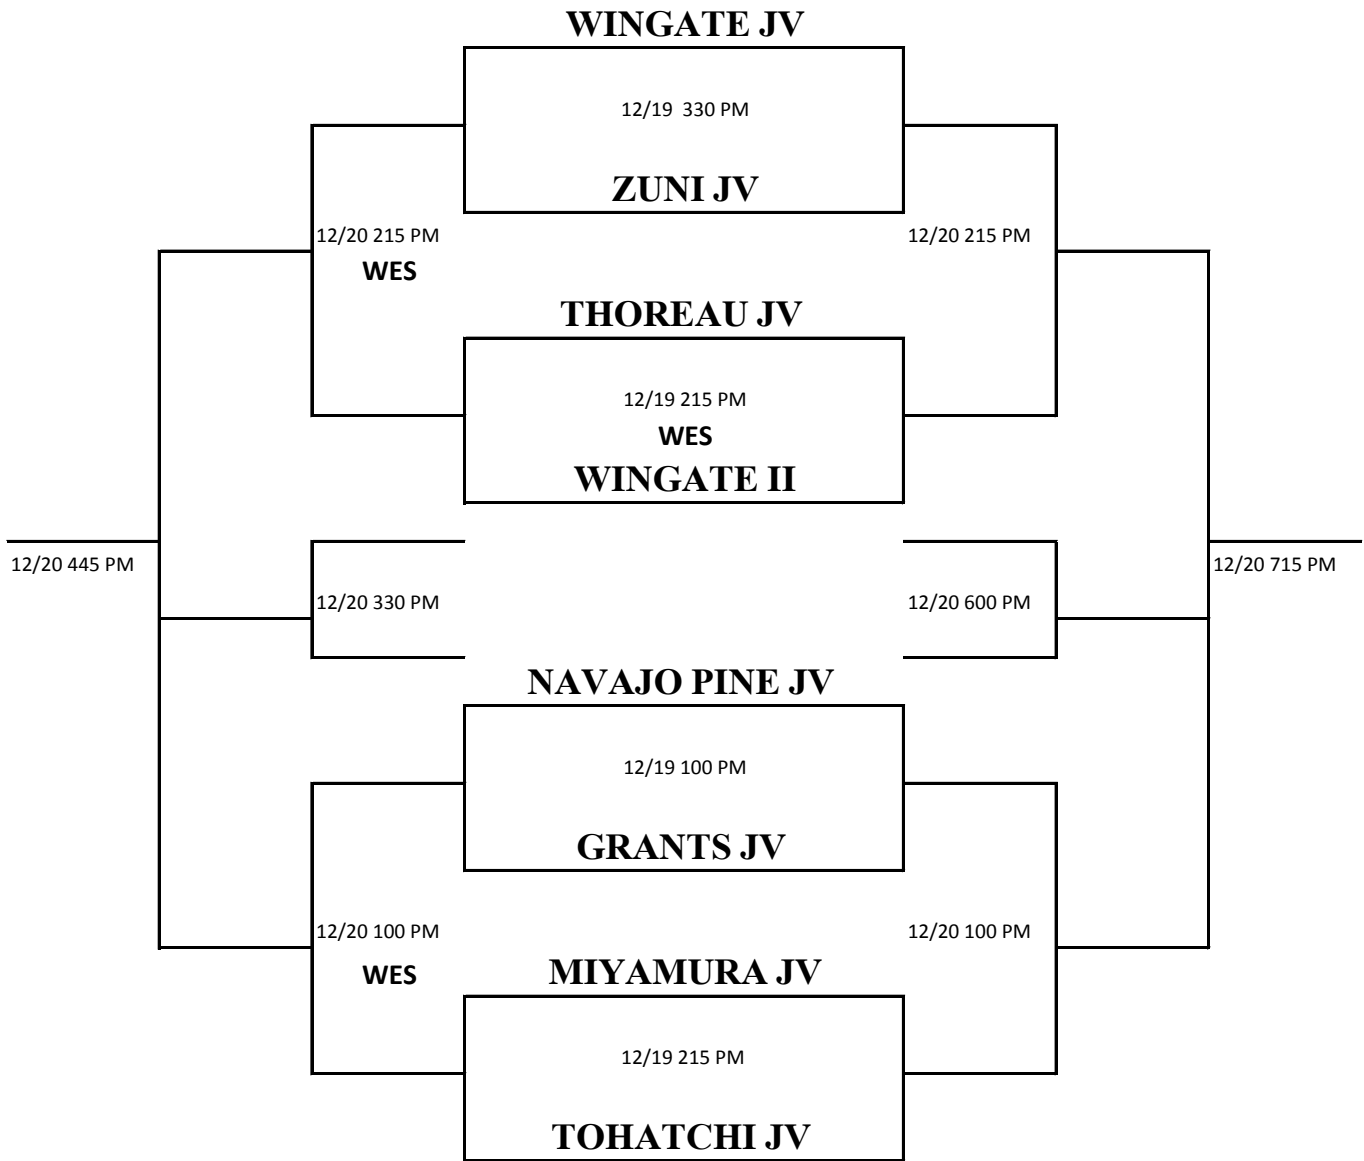 WINGATE JV
12/19  330 PM
ZUNI JV
12/20 215 PM
12/20 215 PM
WES
THOREAU JV
12/19 215 PM
WES
WINGATE II
12/20 445 PM
12/20 715 PM
12/20 330 PM
12/20 600 PM
NAVAJO PINE JV
12/19 100 PM
GRANTS JV
12/20 100 PM
12/20 100 PM
WES
MIYAMURA JV
12/19 215 PM
TOHATCHI JV